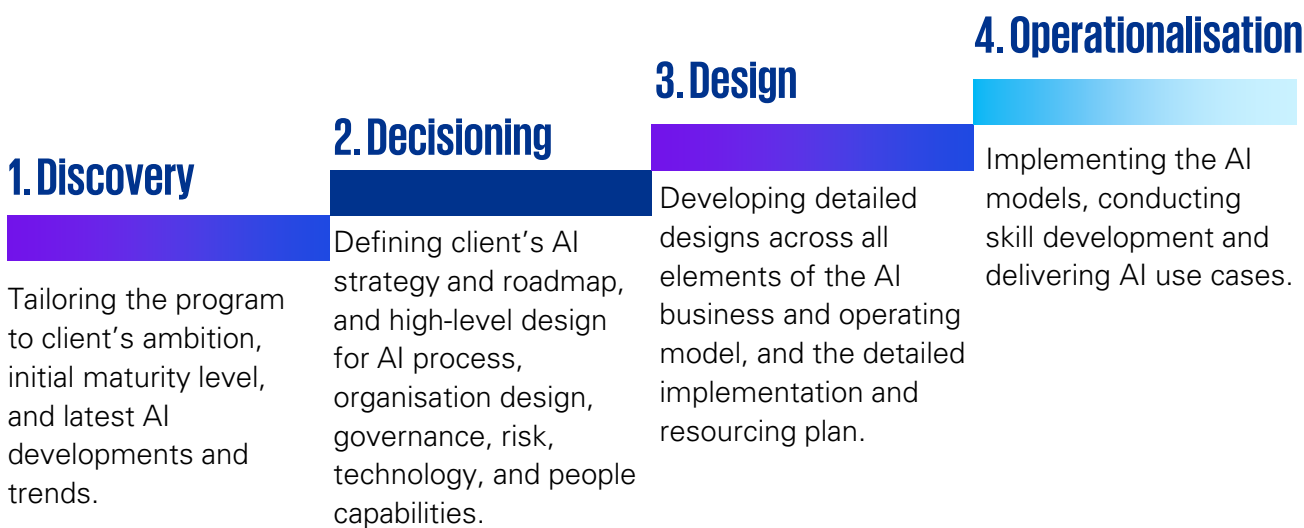 1. Discovery
Tailoring the program
to client’s ambition,
initial maturity level,
and latest AI
developments and
trends.
2. Decisioning
Defining client’s AI
strategy and roadmap,
and high-level design
for AI process,
organisation design,
governance, risk,
technology, and people
capabilities.
3. Design
Developing detailed
designs across all
elements of the AI
business and operating
model, and the detailed
implementation and
resourcing plan.
4. Operationalisation
Implementing the AI
models, conducting
skill development and
delivering AI use cases.